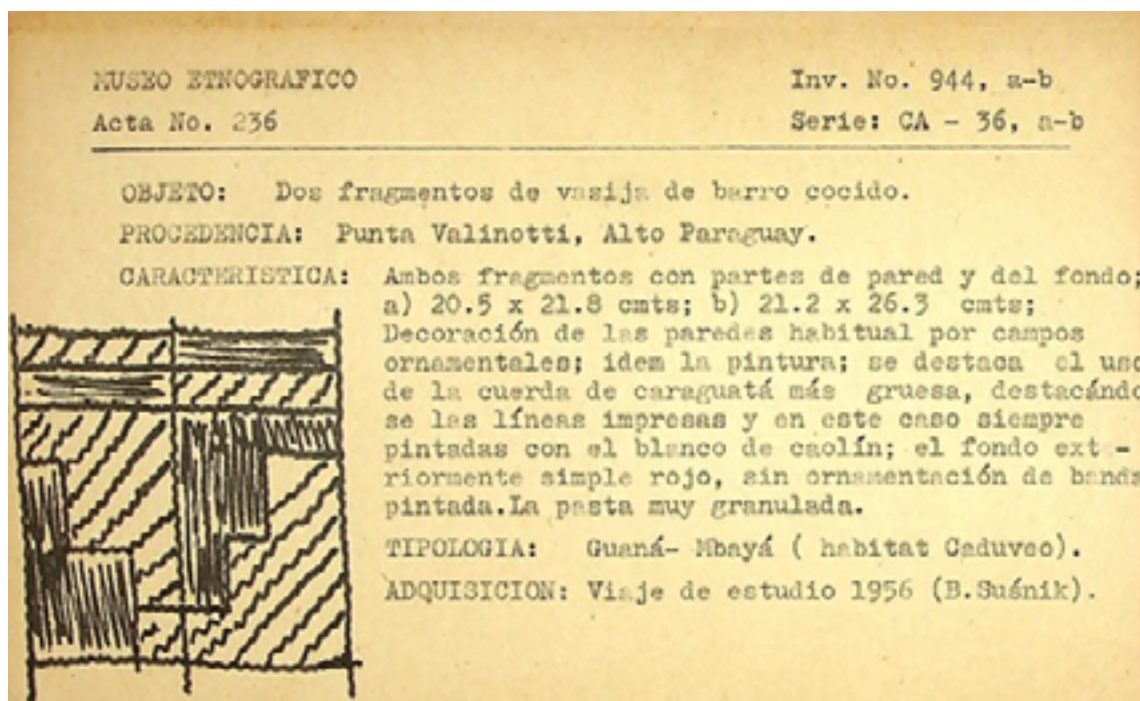 MUSEO ETNOGRAFICO Inv. No. 944, a-b
Acta No. 236 Serie: CA - 36, a-b
OBJETO: Dos fragmentos de vasija de barro cocido.
PROCEDENCIA: Punta Valinotti, Alto Paraguay.
CARACTERISTICA: Ambos fragmentos con partes de pared y del fondo;
a) 20.5 x 21.8 cmts; b) 21.2 x 26.3 cmts;
Decoración de las paredes habitual por campos
ornamentales; idem la pintura; se destaca el uso
de la cuerda de caraguatá más gruesa, destacándo
se las líneas impresas y en este caso siempre
pintadas con el blanco de caolín; el fondo ext -
riormente simple rojo, sin ornamentación de banda
pintada.La pasta muy granulada.
TIPOLOGIA: Guaná- Mbayá ( habitat Caduveo).
ADQUISICION: Viaje de estudio 1956 (B.Suśnik).